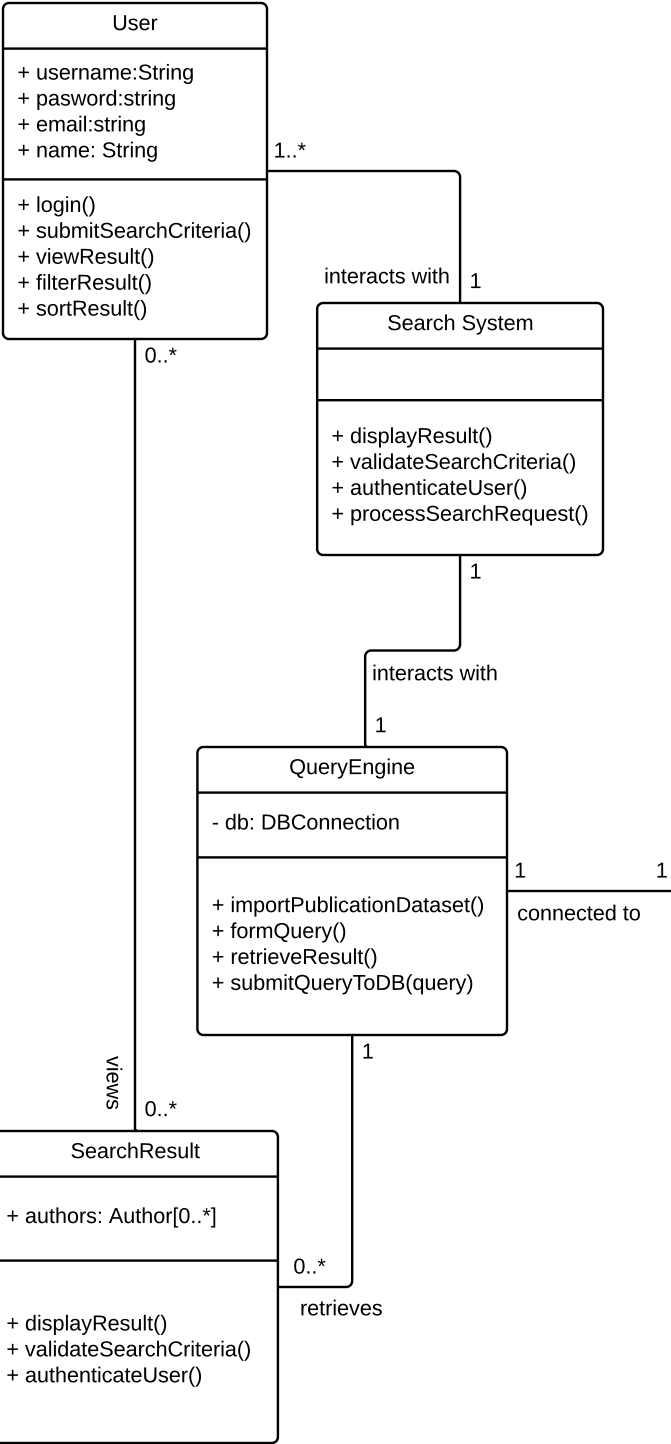 User
+ username:String
+ pasword:string
+ email:string
+ name: String
+ login()
+ submitSearchCriteria()
+ viewResult()
+ filterResult()
+ sortResult()
1..*
interacts with
1
0..*
Search System
+ displayResult()
+ validateSearchCriteria()
+ authenticateUser()
+ processSearchRequest()
1
interacts with
1
QueryEngine
- db: DBConnection
+ importPublicationDataset()
+ formQuery()
+ retrieveResult()
+ submitQueryToDB(query)
1
1
connected to
1
views
0..*
SearchResult
+ authors: Author[0..*]
+ displayResult()
+ validateSearchCriteria()
+ authenticateUser()
0..*
retrieves